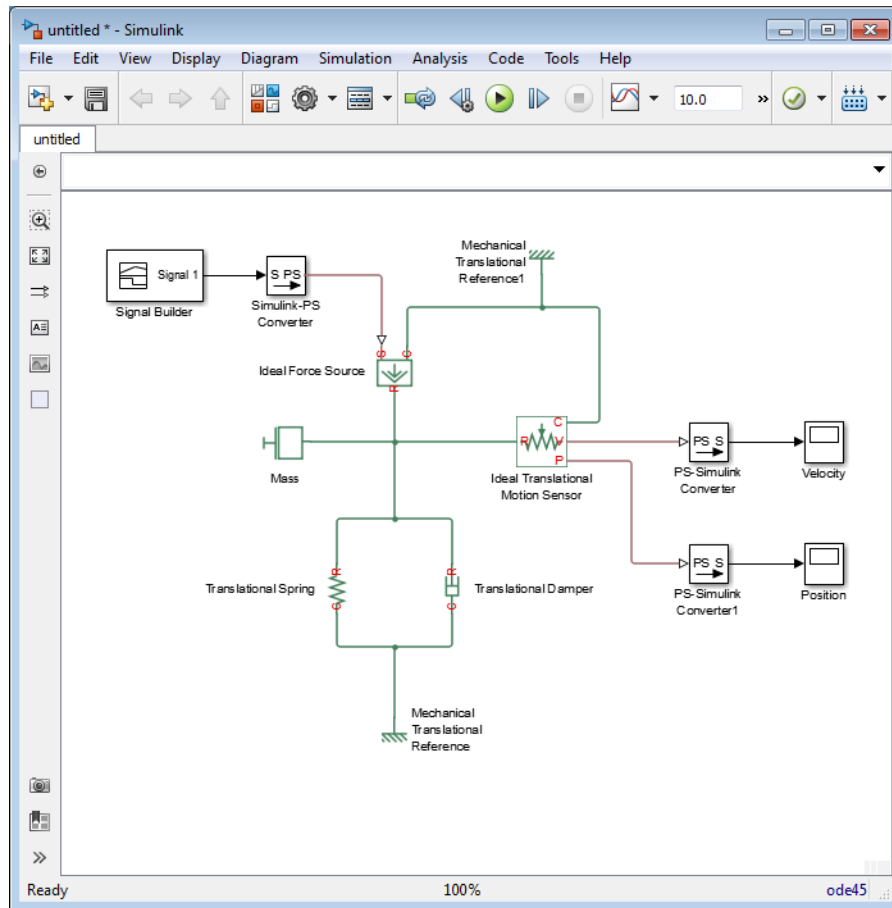 untitled * - Simulink
File Edit View Display Diagram Simulation Analysis Code Tools Help
10.0 »
untitled
Mechanical
Translational
Reference1
Signal 1
S PS
Signal Builder
Simulink-PS
Converter
S C
Ideal Force Source
R
C
R V
P
PS S
Mass
Ideal Translational
Motion Sensor
PS-Simulink
Converter
Velocity
R
R
PS S
Translational Spring
Translational Damper
PS-Simulink
Converter1
Position
C
C
Mechanical
Translational
Reference
Ready 100% ode45